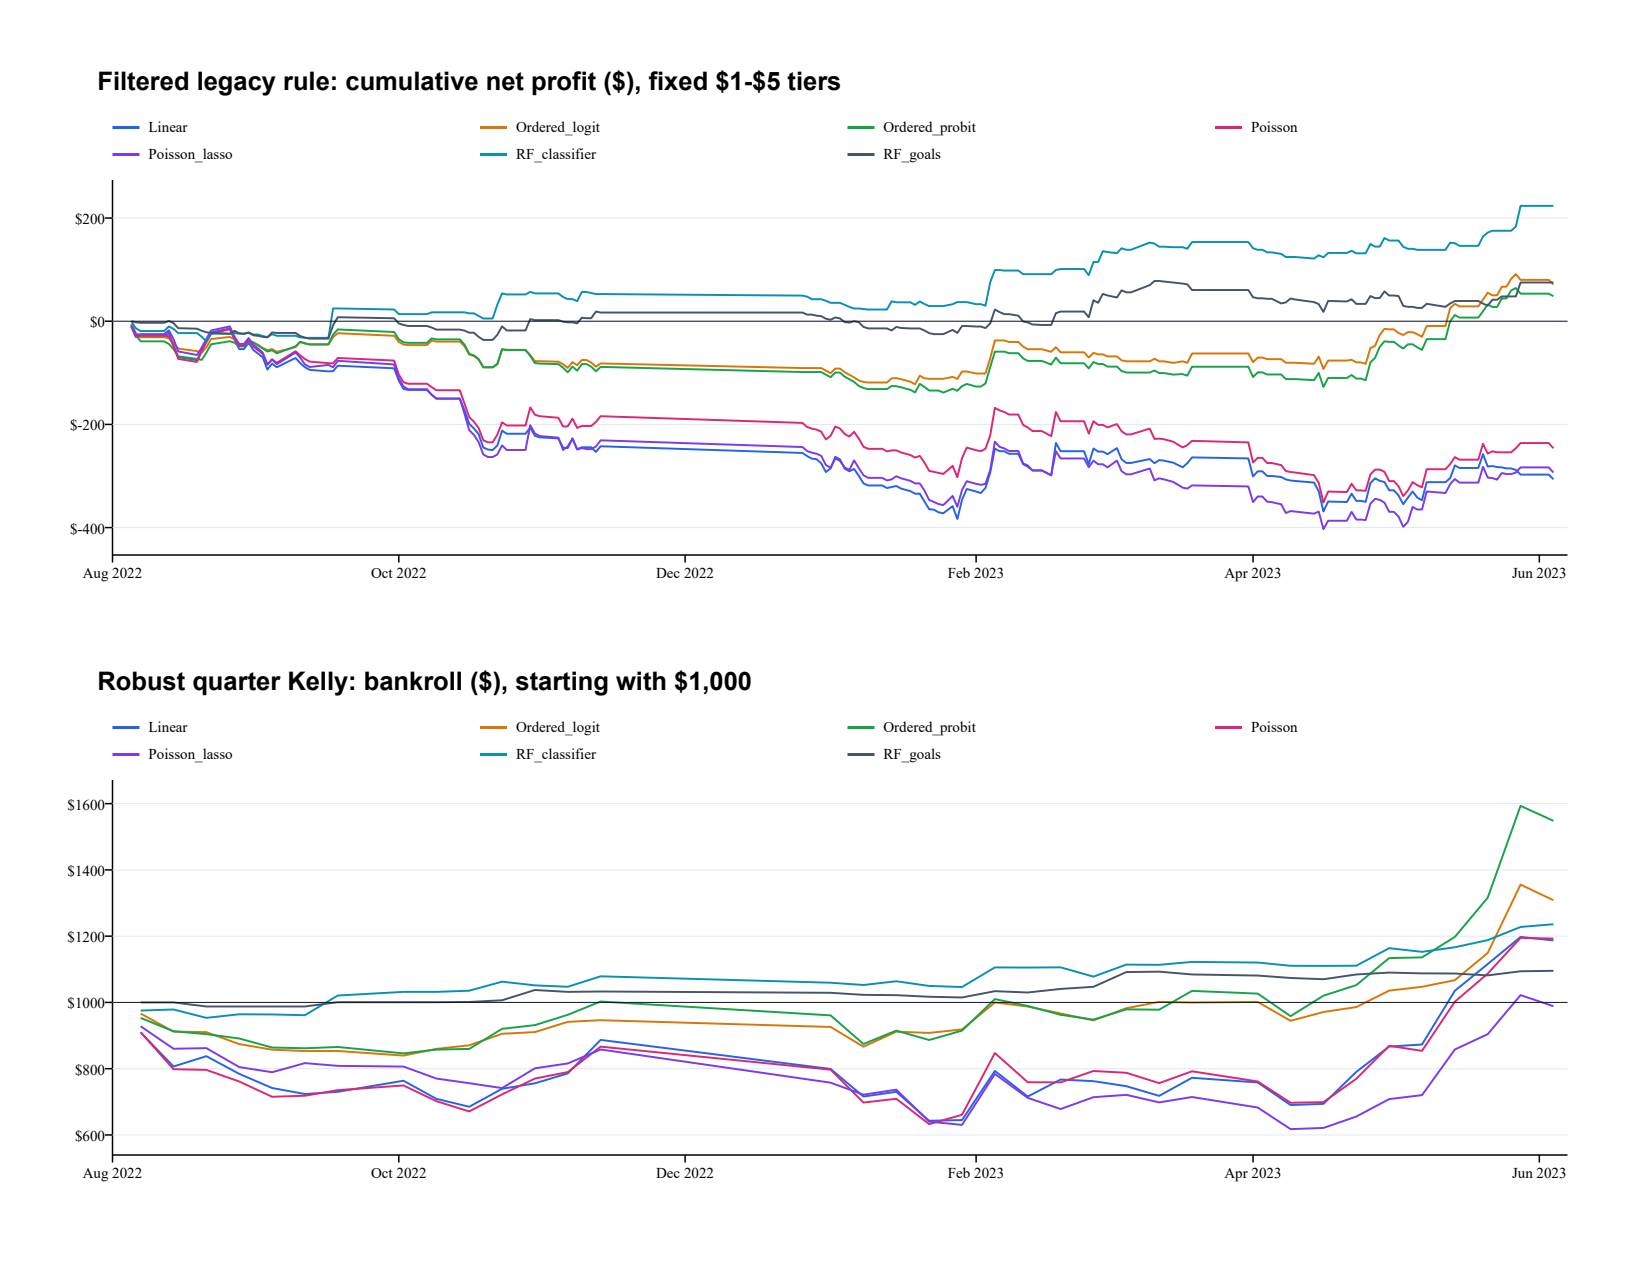 Filtered legacy rule: cumulative net profit ($), fixed $1-$5 tiers
Linear Ordered_logit Ordered_probit Poisson
Poisson_lasso RF_classifier RF_goals
$200
$0
$-200
$-400
Aug 2022 Oct 2022 Dec 2022 Feb 2023 Apr 2023 Jun 2023
Robust quarter Kelly: bankroll ($), starting with $1,000
Linear Ordered_logit Ordered_probit Poisson
Poisson_lasso RF_classifier RF_goals
$1600
$1400
$1200
$1000
$800
$600
Aug 2022 Oct 2022 Dec 2022 Feb 2023 Apr 2023 Jun 2023